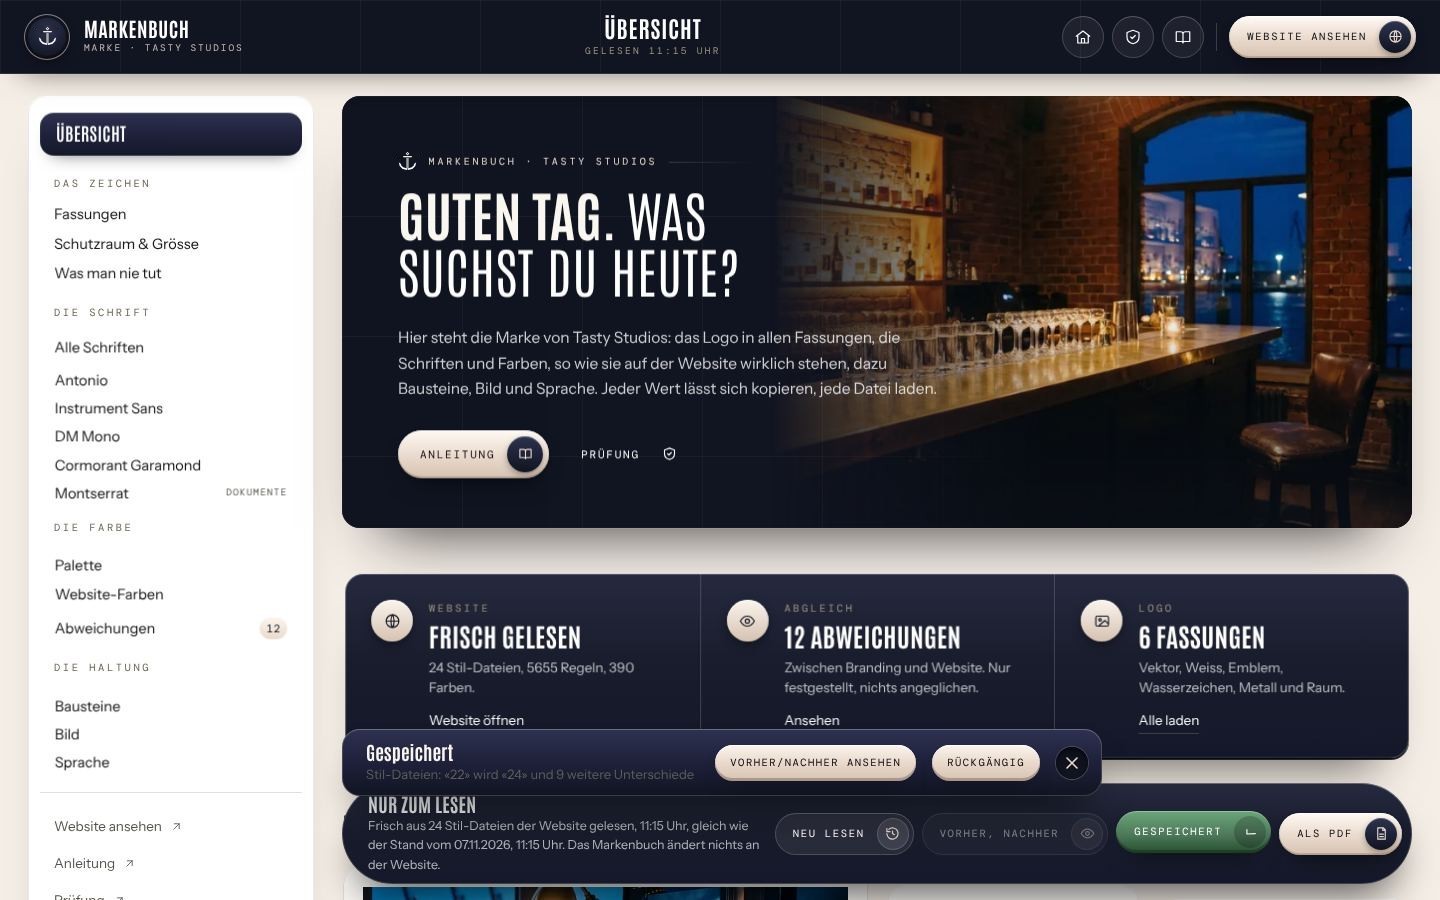 MARKENBUCH
MARKE · TASTY STUDIOS
ÜBERSICHT
GELESEN 11:15 UHR
WEBSITE ANSEHEN
ÜBERSICHT
DAS ZEICHEN
Fassungen
Schutzraum & Grösse
Was man nie tut
DIE SCHRIFT
Alle Schriften
Antonio
Instrument Sans
DM Mono
Cormorant Garamond
Montserrat DOKUMENTE
DIE FARBE
Palette
Website-Farben
Abweichungen 12
DIE HALTUNG
Bausteine
Bild
Sprache
Website ansehen
Anleitung
Prüfung
MARKENBUCH · TASTY STUDIOS
GUTEN TAG. WAS
SUCHST DU HEUTE?
Hier steht die Marke von Tasty Studios: das Logo in allen Fassungen, die
Schriften und Farben, so wie sie auf der Website wirklich stehen, dazu
Bausteine, Bild und Sprache. Jeder Wert lässt sich kopieren, jede Datei laden.
ANLEITUNG
PRÜFUNG
WEBSITE
FRISCH GELESEN
24 Stil-Dateien, 5655 Regeln, 390
Farben.
Website öffnen
ABGLEICH
12 ABWEICHUNGEN
Zwischen Branding und Website. Nur
festgestellt, nichts angeglichen.
Ansehen
LOGO
6 FASSUNGEN
Vektor, Weiss, Emblem,
Wasserzeichen, Metall und Raum.
Alle laden
Gespeichert
Stil-Dateien: «22» wird «24» und 9 weitere Unterschiede
VORHER/NACHHER ANSEHEN
RÜCKGÄNGIG
NUR ZUM LESEN
Frisch aus 24 Stil-Dateien der Website gelesen, 11:15 Uhr, gleich wie
der Stand vom 07.11.2026, 11:15 Uhr. Das Markenbuch ändert nichts an
der Website.
NEU LESEN
VORHER, NACHHER
GESPEICHERT
ALS PDF